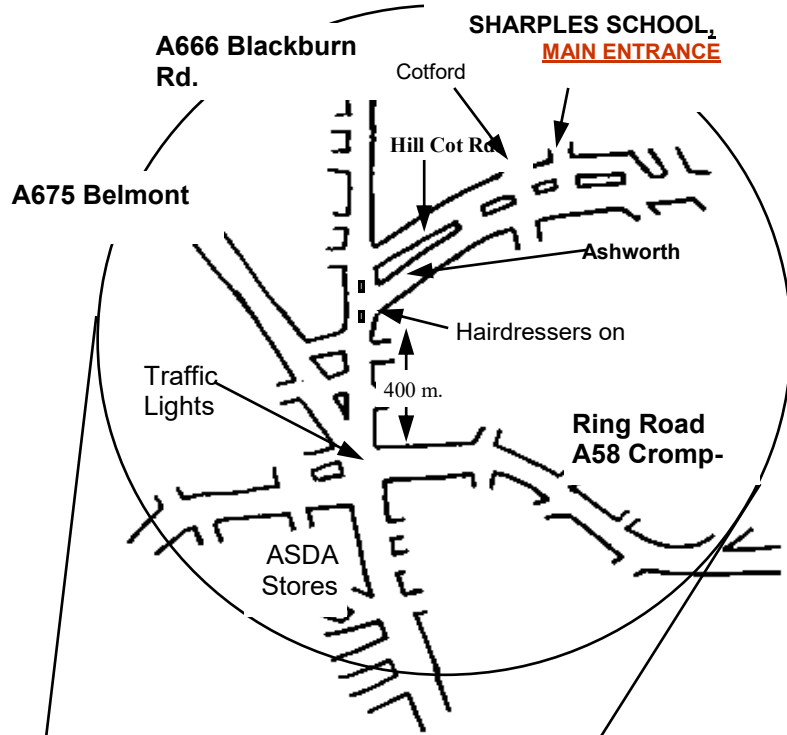 A666 Blackburn
Rd.
SHARPLES SCHOOL,
MAIN ENTRANCE
Cotford
Hill Cot Rd
A675 Belmont
Ashworth
Hairdressers on
Traffic
Lights
400 m.
Ring Road
A58 Cromp-
ASDA
Stores